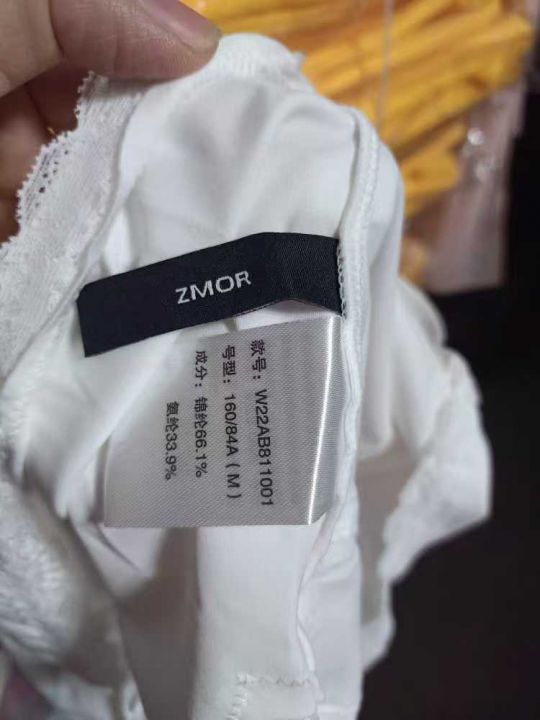 ZMOR
款号：W22AB811001
号型：160/84A（M）
成分：锦纶66.1%
氨纶33.9%